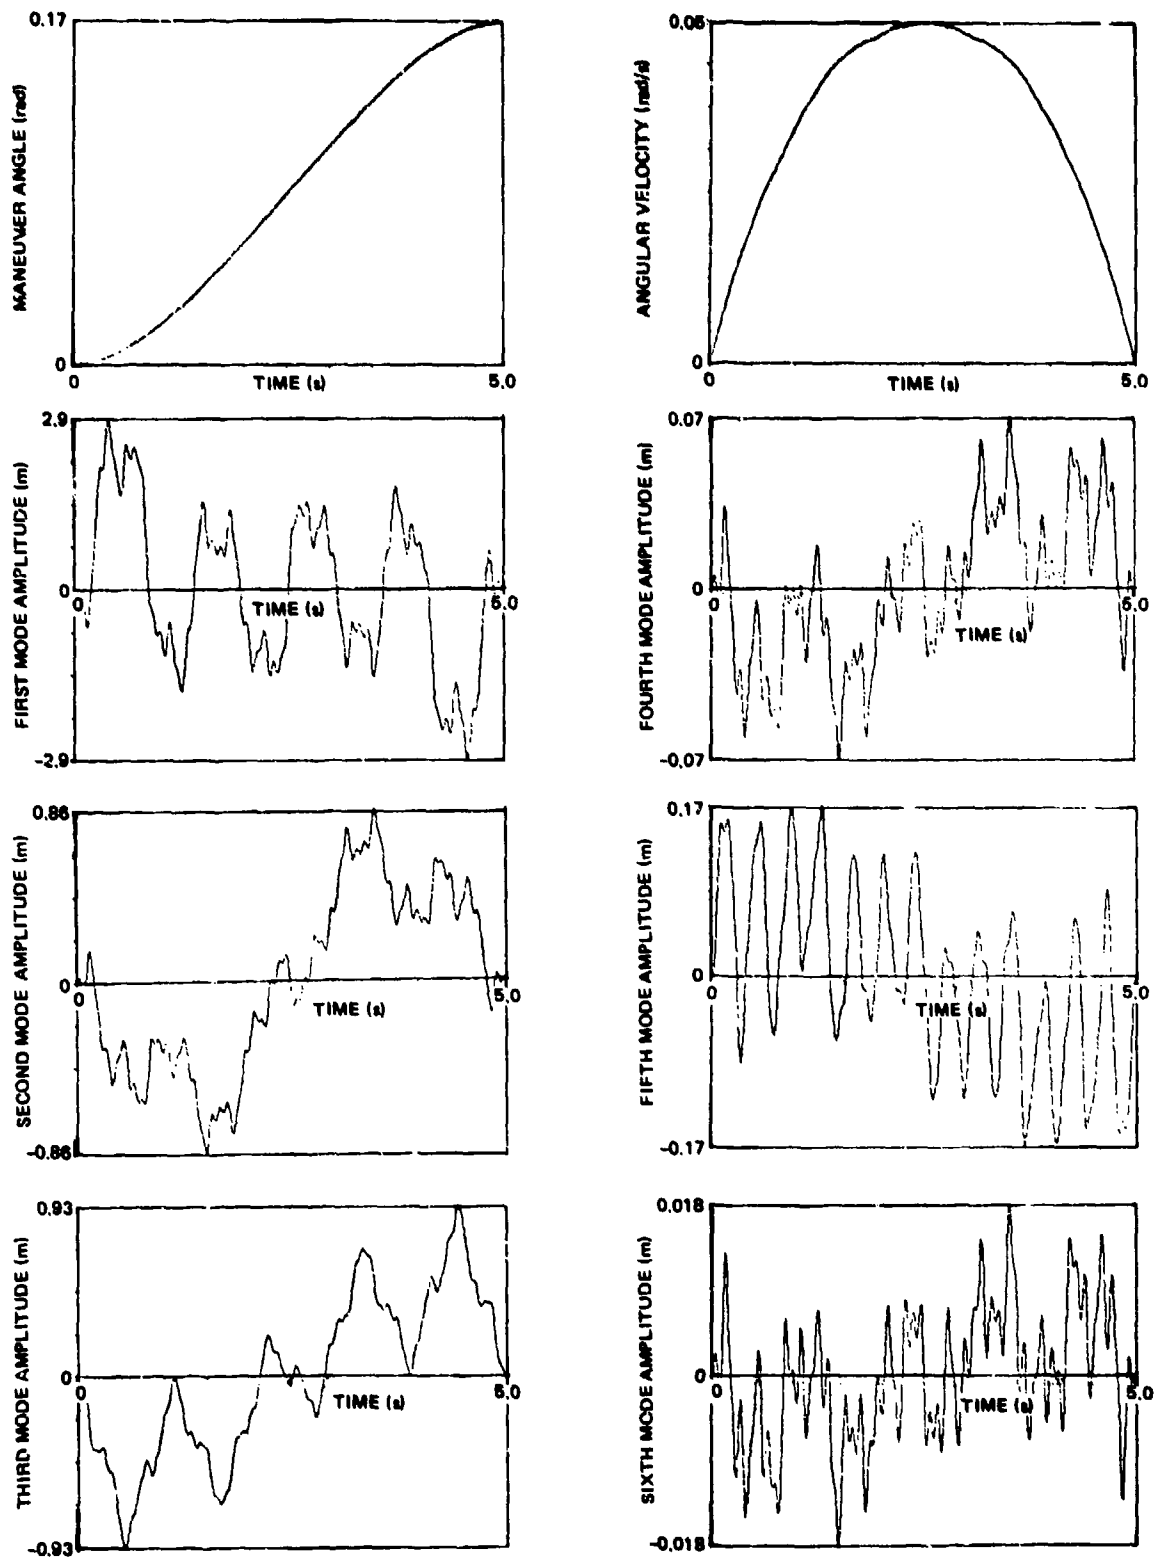 0.17
MANEUVER ANGLE (rad)
0
0
TIME (s)
5.0
0.05
ANGULAR VELOCITY (rad/s)
0
0
TIME (s)
5.0
2.9
FIRST MODE AMPLITUDE (m)
0
TIME (s)
5.0
-2.9
0.07
FOURTH MODE AMPLITUDE (m)
0
0
TIME (s)
5.0
-0.07
0.86
SECOND MODE AMPLITUDE (m)
0
0
TIME (s)
5.0
-0.86
0.17
FIFTH MODE AMPLITUDE (m)
0
0
TIME (s)
5.0
-0.17
0.93
THIRD MODE AMPLITUDE (m)
0
0
TIME (s)
5.0
-0.93
0.018
SIXTH MODE AMPLITUDE (m)
0
0
TIME (s)
5.0
-0.018